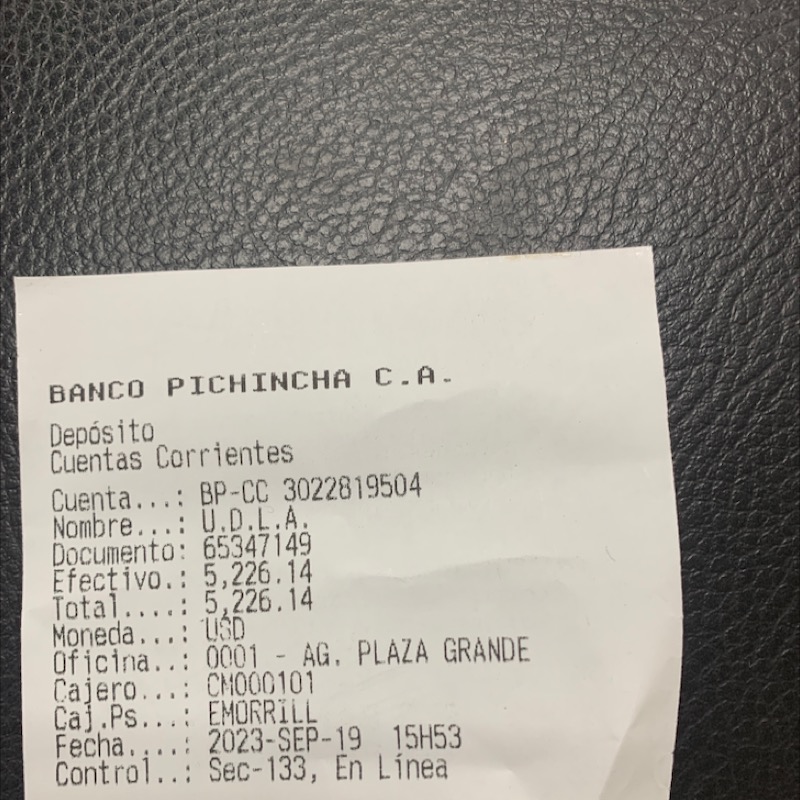 BANCO PICHINCHA C.A.
Depósito
Cuentas Corrientes
Cuenta...: BP-CC 3022819504
Nombre...: U.D.L.A.
Documento: 65347149
Efectivo.: 5,226.14
Total....: 5,226.14
Moneda...: USD
Oficina..: 0001 - AG. PLAZA GRANDE
Cajero...: CM000101
Caj.Ps...: EMORRILL
Fecha....: 2023-SEP-19 15H53
Control..: Sec-133, En Línea